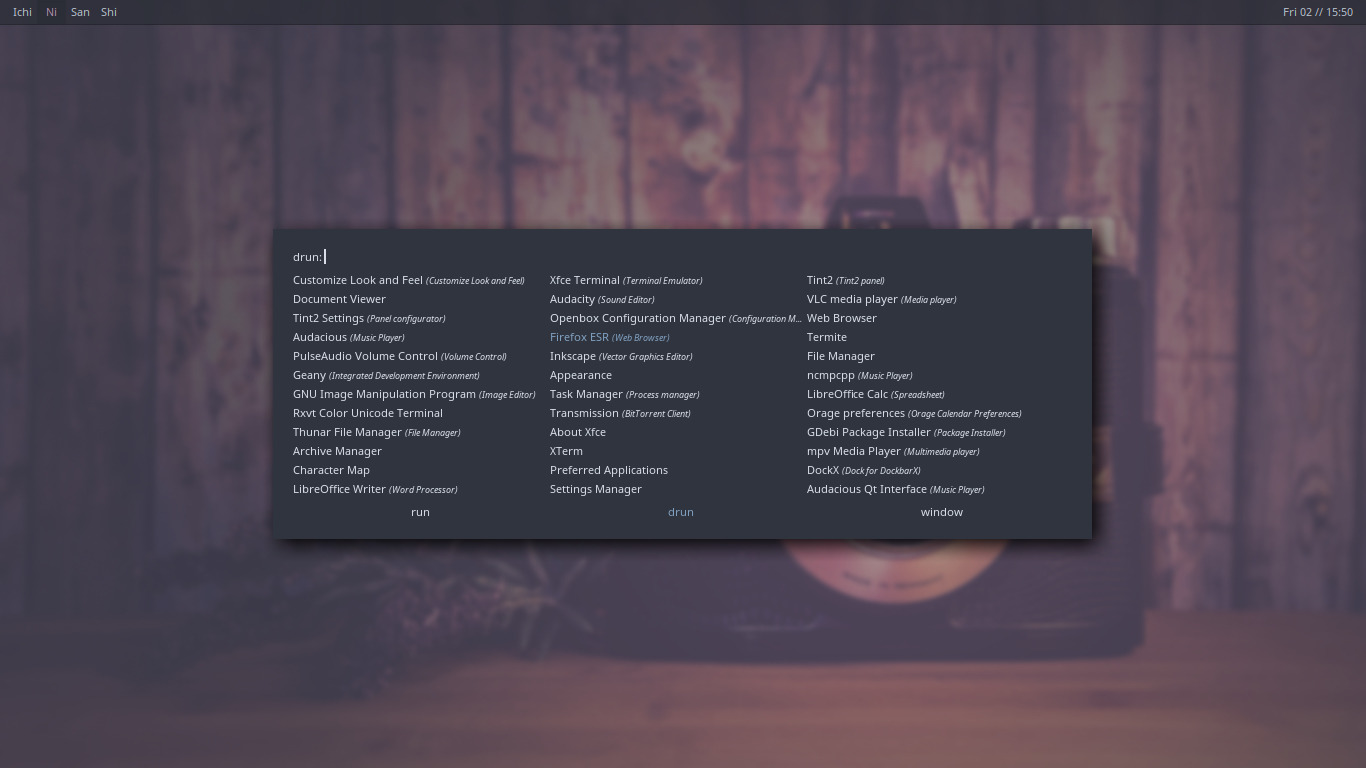 Ichi Ni San Shi Fri 02 // 15:50
drun:
Customize Look and Feel (Customize Look and Feel)
Document Viewer
Tint2 Settings (Panel configurator)
Audacious (Music Player)
PulseAudio Volume Control (Volume Control)
Geany (Integrated Development Environment)
GNU Image Manipulation Program (Image Editor)
Rxvt Color Unicode Terminal
Thunar File Manager (File Manager)
Archive Manager
Character Map
LibreOffice Writer (Word Processor)
Xfce Terminal (Terminal Emulator)
Audacity (Sound Editor)
Openbox Configuration Manager (Configuration M...
Firefox ESR (Web Browser)
Inkscape (Vector Graphics Editor)
Appearance
Task Manager (Process manager)
Transmission (BitTorrent Client)
About Xfce
XTerm
Preferred Applications
Settings Manager
Tint2 (Tint2 panel)
VLC media player (Media player)
Web Browser
Termite
File Manager
ncmpcpp (Music Player)
LibreOffice Calc (Spreadsheet)
Orage preferences (Orage Calendar Preferences)
GDebi Package Installer (Package Installer)
mpv Media Player (Multimedia player)
DockX (Dock for DockbarX)
Audacious Qt Interface (Music Player)
run drun window